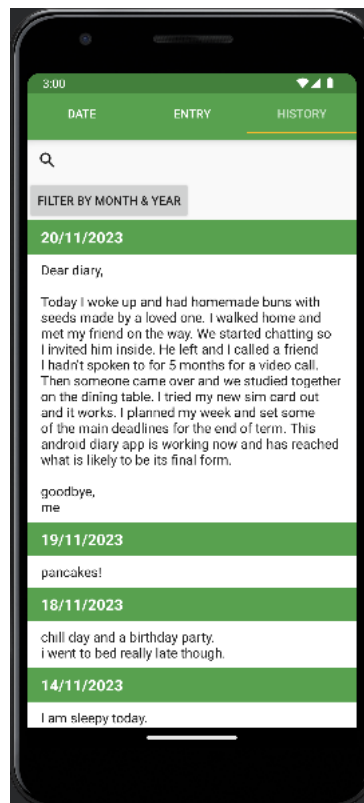 3:00
DATE ENTRY HISTORY
FILTER BY MONTH & YEAR
20/11/2023
Dear diary,
Today I woke up and had homemade buns with
seeds made by a loved one. I walked home and
met my friend on the way. We started chatting so
I invited him inside. He left and I called a friend
I hadn't spoken to for 5 months for a video call.
Then someone came over and we studied together
on the dining table. I tried my new sim card out
and it works. I planned my week and set some
of the main deadlines for the end of term. This
android diary app is working now and has reached
what is likely to be its final form.
goodbye,
me
19/11/2023
pancakes!
18/11/2023
chill day and a birthday party.
i went to bed really late though.
14/11/2023
I am sleepy today.